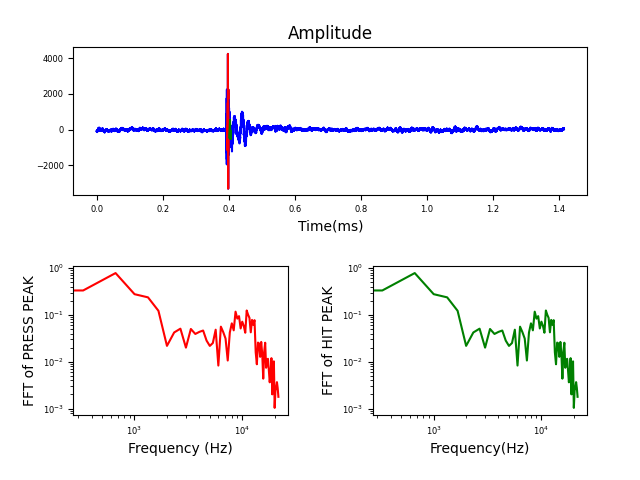 Amplitude
4000
2000
0
−2000
0.0 0.2 0.4 0.6 0.8 1.0 1.2 1.4
Time(ms)
FFT of PRESS PEAK
10⁰
10⁻¹
10⁻²
10⁻³
10³ 10⁴
Frequency (Hz)
FFT of HIT PEAK
10⁰
10⁻¹
10⁻²
10⁻³
10³ 10⁴
Frequency(Hz)